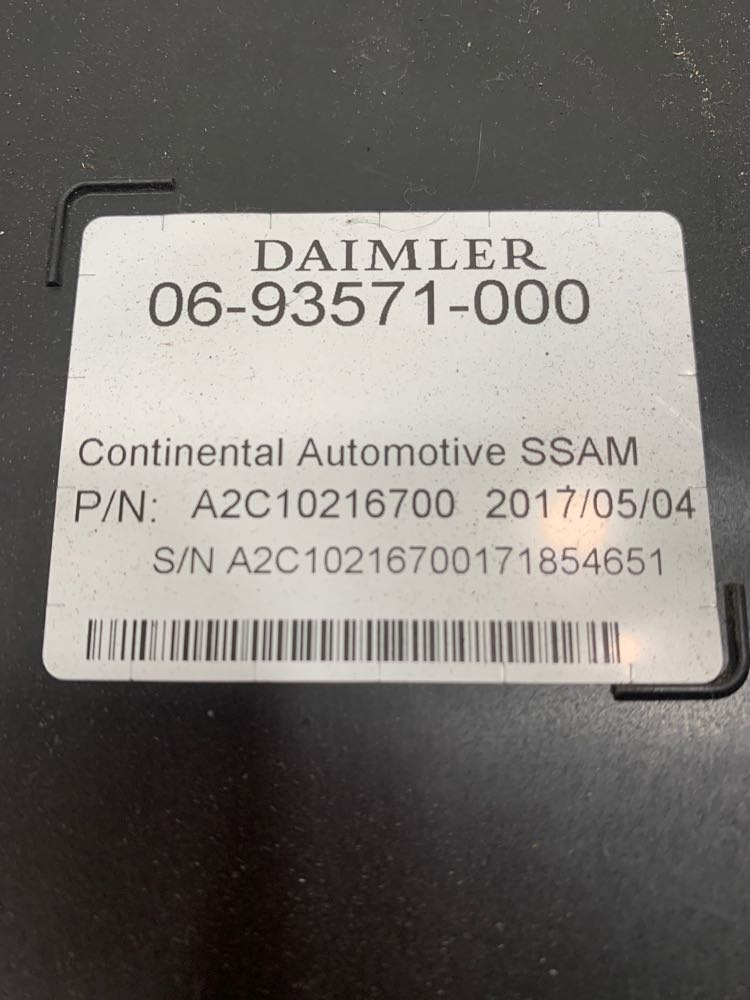 DAIMLER
06-93571-000
Continental Automotive SSAM
P/N: A2C10216700 2017/05/04
S/N A2C10216700171854651